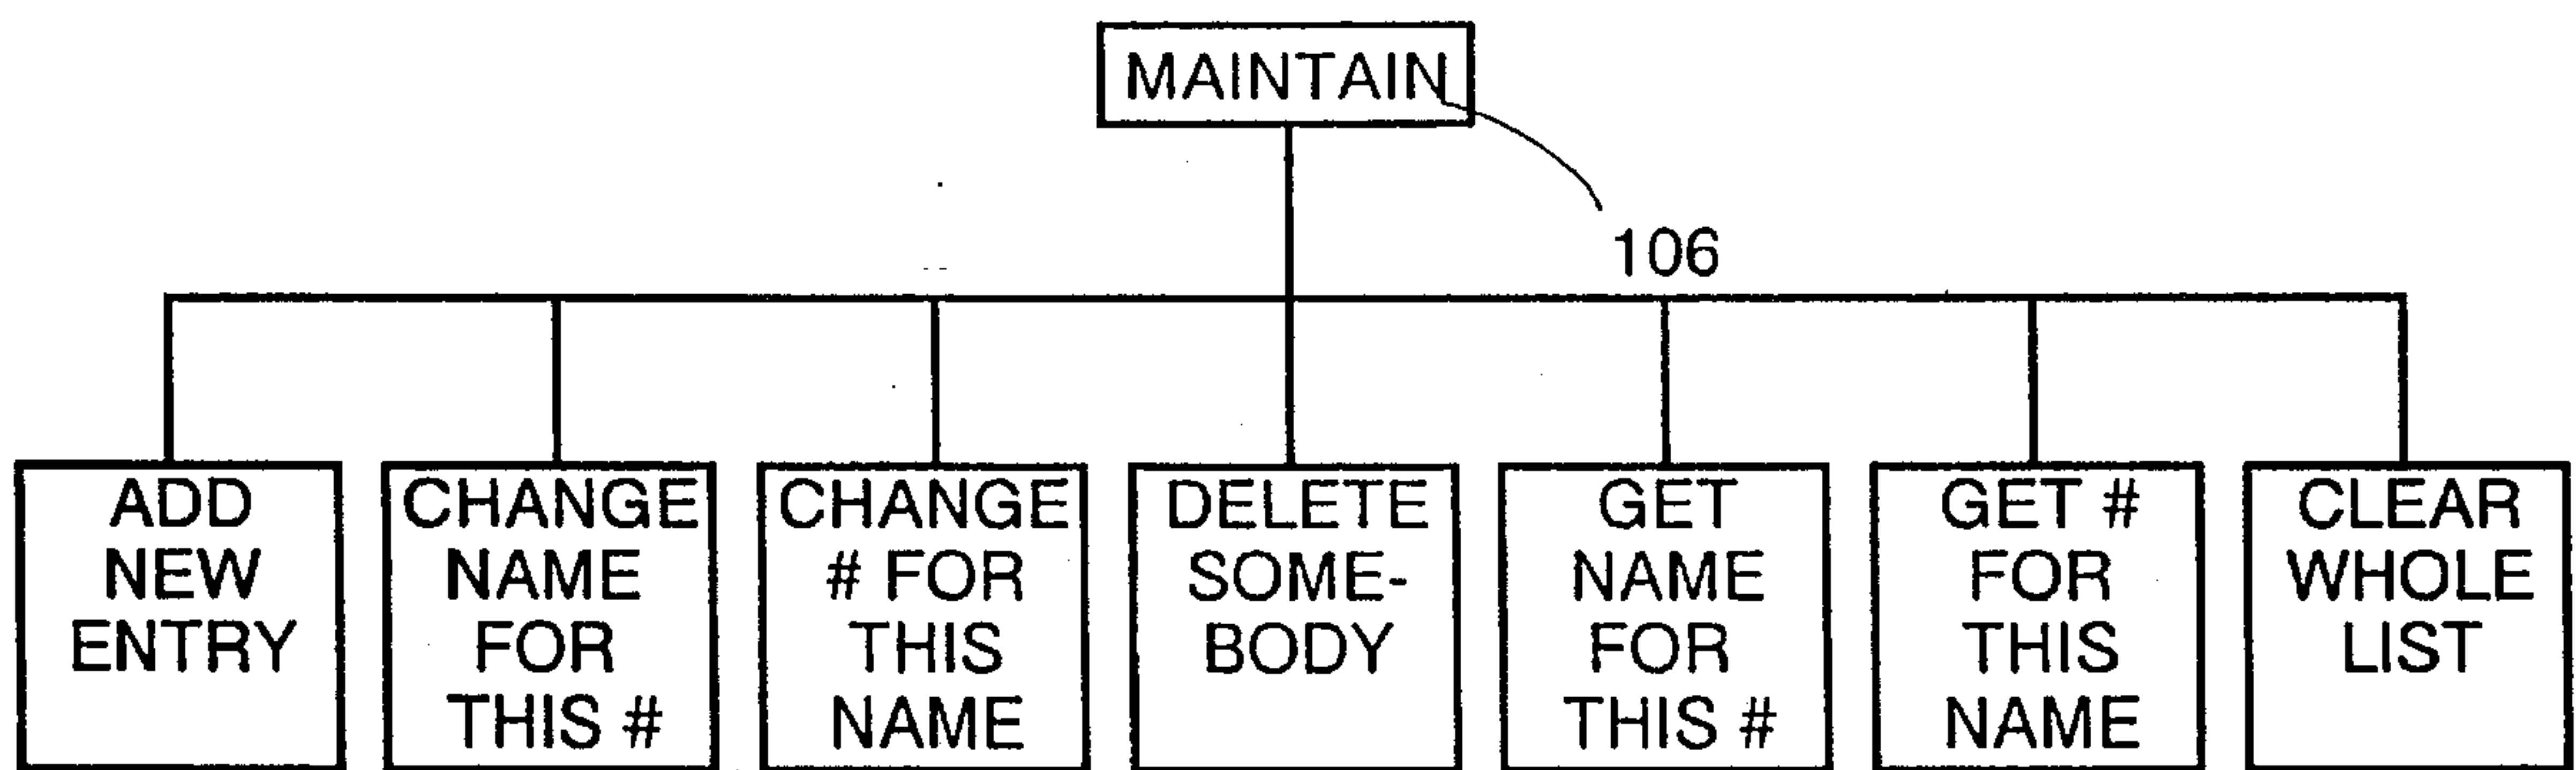 MAINTAIN
106
ADD
NEW
ENTRY
CHANGE
NAME
FOR
THIS #
CHANGE
# FOR
THIS
NAME
DELETE
SOME-
BODY
GET
NAME
FOR
THIS #
GET #
FOR
THIS
NAME
CLEAR
WHOLE
LIST